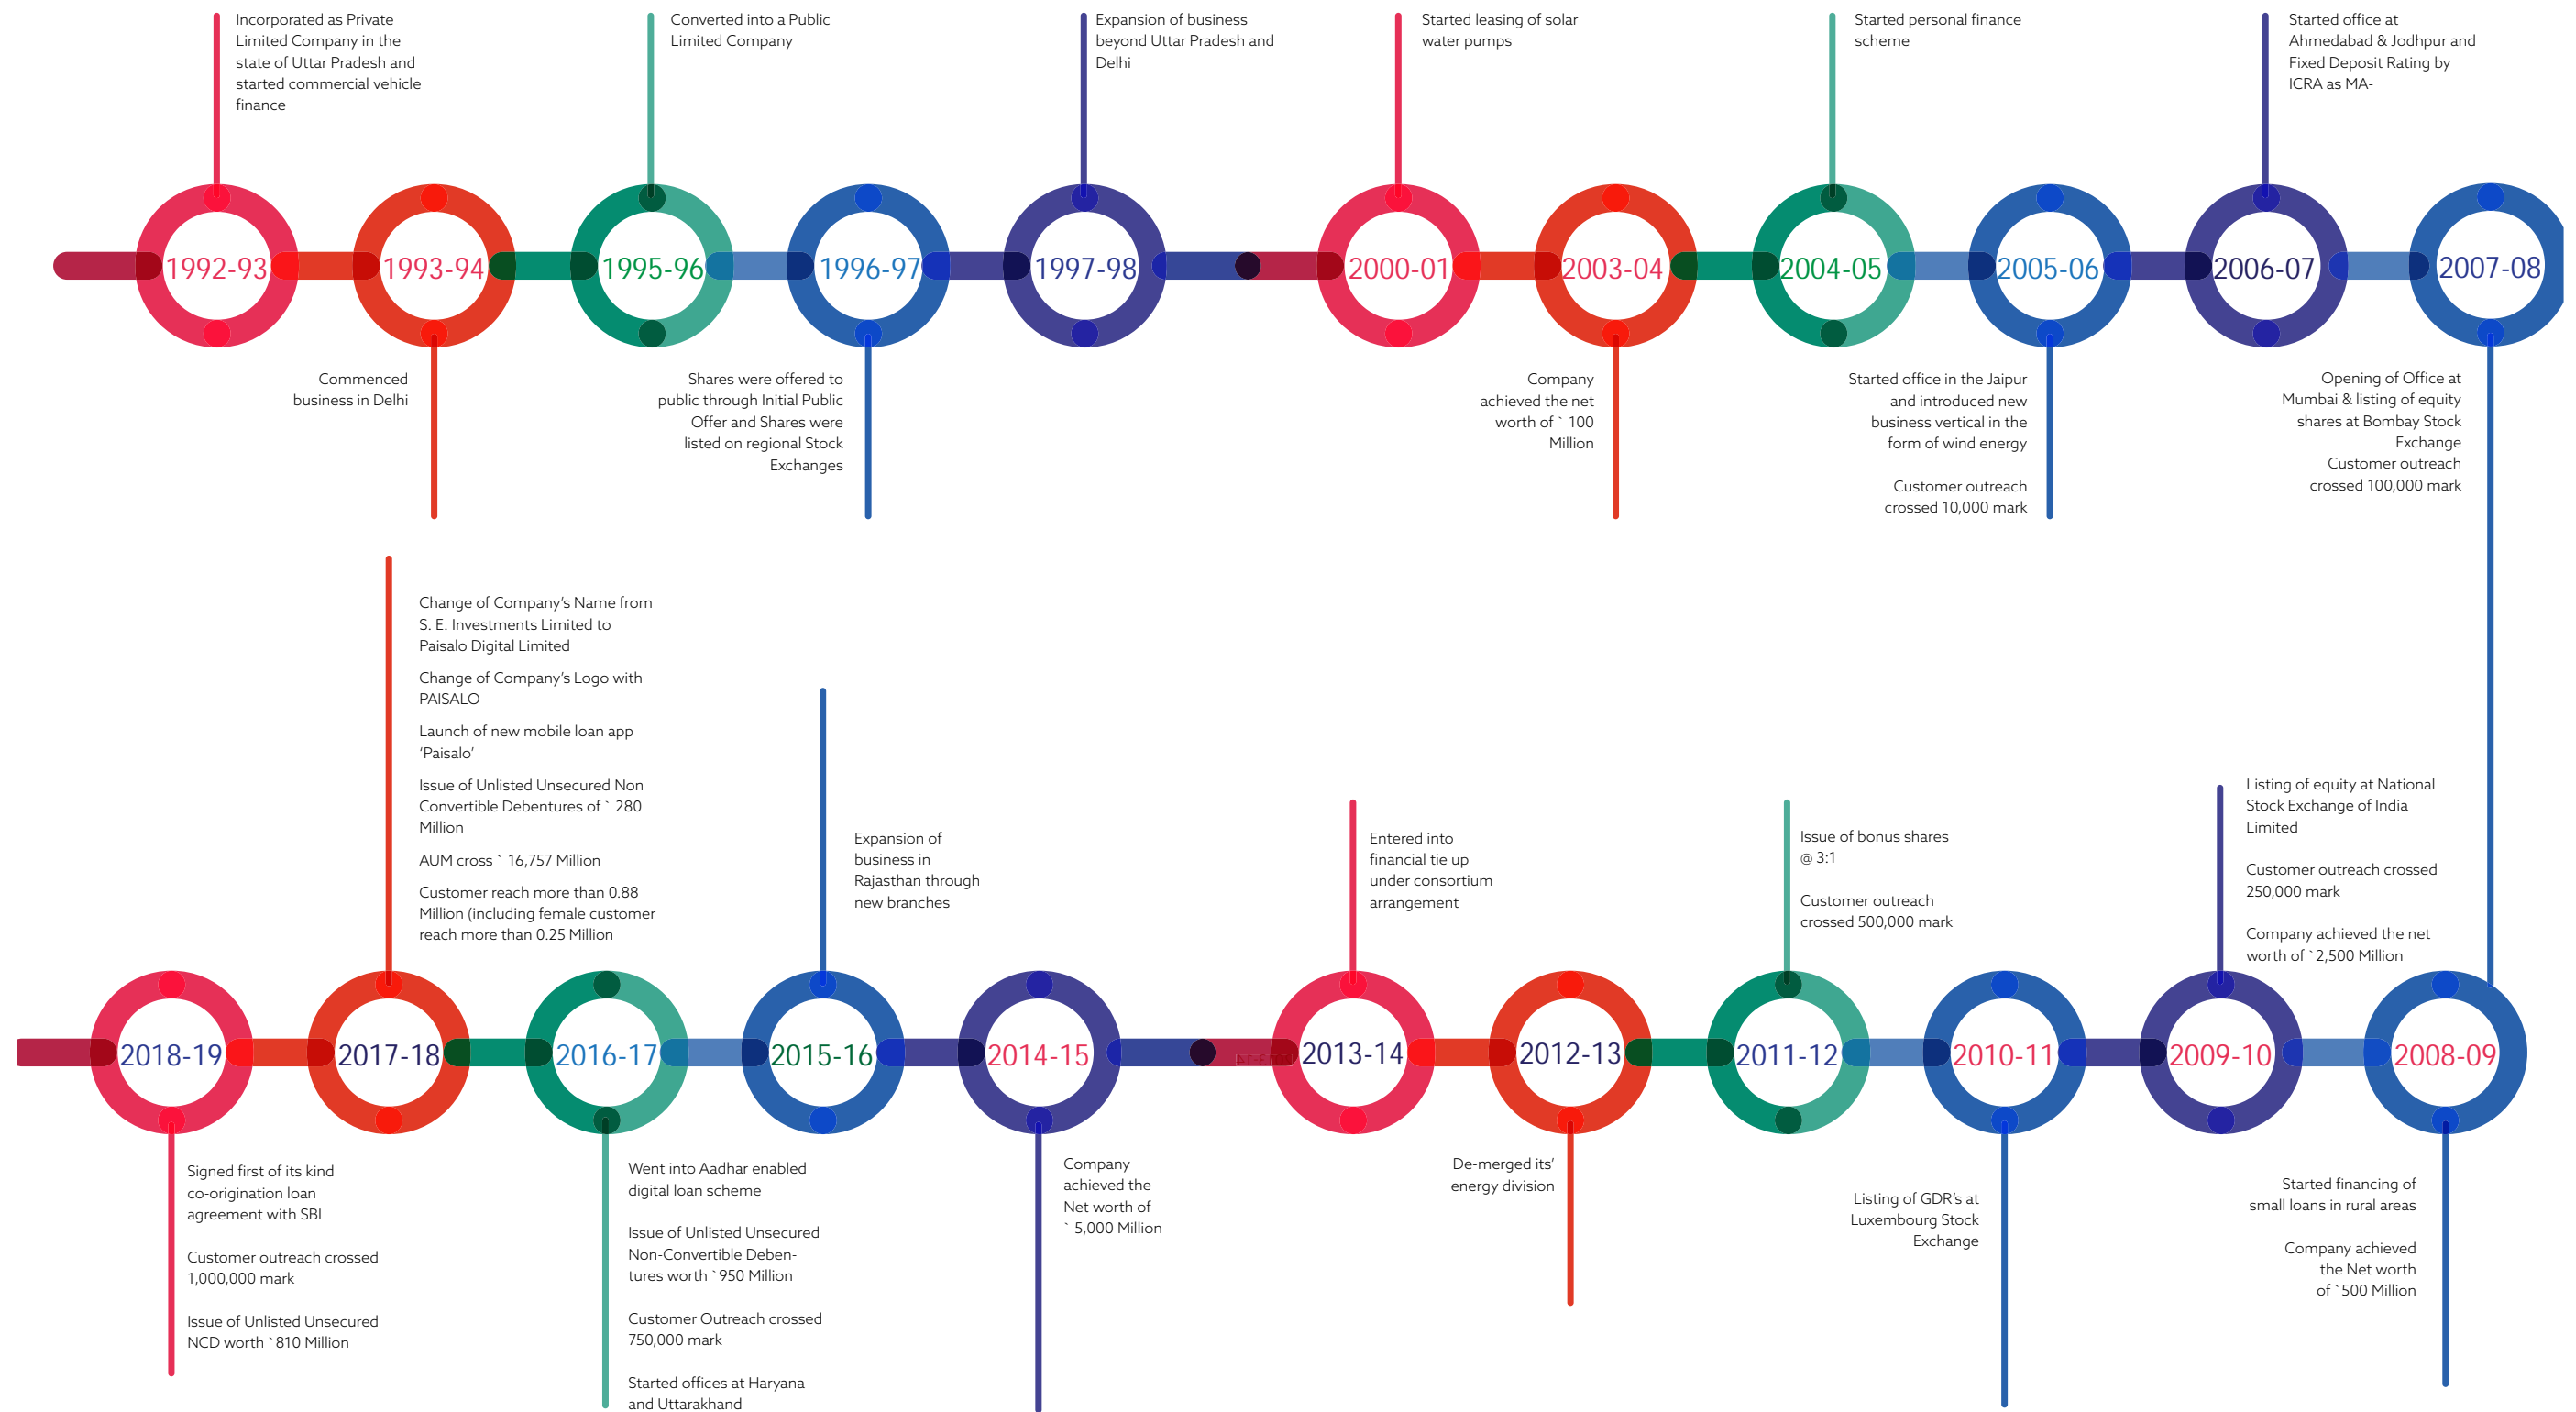 Incorporated as Private
Limited Company in the
state of Uttar Pradesh and
started commercial vehicle
finance
Converted into a Public
Limited Company
Expansion of business
beyond Uttar Pradesh and
Delhi
Started leasing of solar
water pumps
Started personal finance
scheme
Started office at
Ahmedabad & Jodhpur and
Fixed Deposit Rating by
ICRA as MA-
1992-93
1993-94
1995-96
1996-97
1997-98
2000-01
2003-04
2004-05
2005-06
2006-07
2007-08
Commenced
business in Delhi
Shares were offered to
public through Initial Public
Offer and Shares were
listed on regional Stock
Exchanges
Company
achieved the net
worth of ` 100
Million
Started office in the Jaipur
and introduced new
business vertical in the
form of wind energy
Customer outreach
crossed 10,000 mark
Opening of Office at
Mumbai & listing of equity
shares at Bombay Stock
Exchange
Customer outreach
crossed 100,000 mark
Change of Company's Name from
S. E. Investments Limited to
Paisalo Digital Limited
Change of Company's Logo with
PAISALO
Launch of new mobile loan app
'Paisalo'
Issue of Unlisted Unsecured Non
Convertible Debentures of ` 280
Million
AUM cross ` 16,757 Million
Customer reach more than 0.88
Million (including female customer
reach more than 0.25 Million
Expansion of
business in
Rajasthan through
new branches
Entered into
financial tie up
under consortium
arrangement
Issue of bonus shares
@ 3:1
Customer outreach
crossed 500,000 mark
Listing of equity at National
Stock Exchange of India
Limited
Customer outreach crossed
250,000 mark
Company achieved the net
worth of `2,500 Million
2018-19
2017-18
2016-17
2015-16
2014-15
2013-14
2012-13
2011-12
2010-11
2009-10
2008-09
Signed first of its kind
co-origination loan
agreement with SBI
Customer outreach crossed
1,000,000 mark
Issue of Unlisted Unsecured
NCD worth `810 Million
Went into Aadhar enabled
digital loan scheme
Issue of Unlisted Unsecured
Non-Convertible Deben-
tures worth `950 Million
Customer Outreach crossed
750,000 mark
Started offices at Haryana
and Uttarakhand
Company
achieved the
Net worth of
` 5,000 Million
De-merged its'
energy division
Listing of GDR's at
Luxembourg Stock
Exchange
Started financing of
small loans in rural areas
Company achieved
the Net worth
of `500 Million